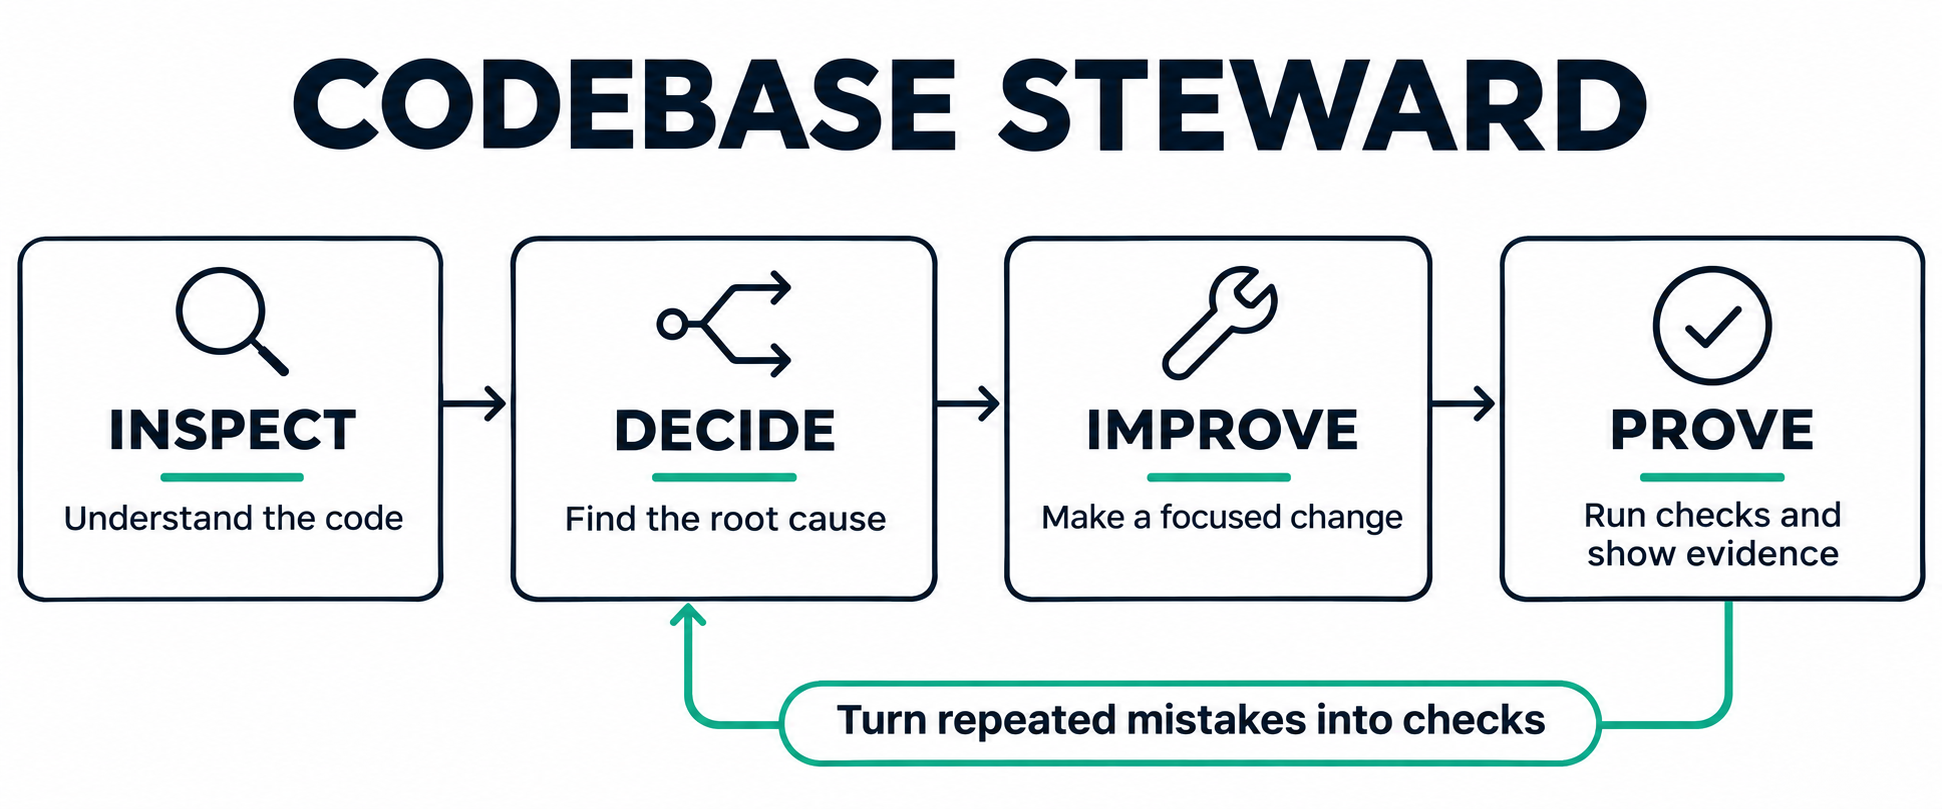 CODEBASE STEWARD
INSPECT
Understand the code
DECIDE
Find the root cause
IMPROVE
Make a focused change
PROVE
Run checks and
show evidence
Turn repeated mistakes into checks